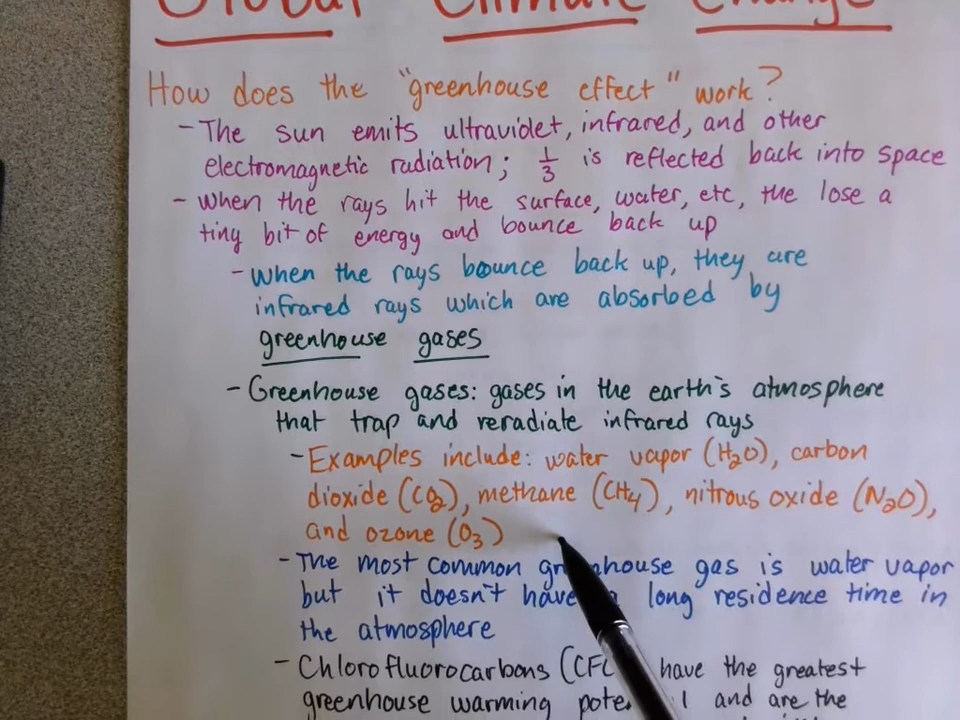 Global Climate Change
How does the "greenhouse effect" work?
- The sun emits ultraviolet, infrared, and other
electromagnetic radiation; 1/3 is reflected back into space
- When the rays hit the surface, water, etc, the lose a
tiny bit of energy and bounce back up
- When the rays bounce back up, they are
infrared rays which are absorbed by
greenhouse gases
- Greenhouse gases: gases in the earth's atmosphere
that trap and reradiate infrared rays
- Examples include: water vapor (H2O), carbon
dioxide (CO2), methane (CH4), nitrous oxide (N2O),
and ozone (O3)
- The most common greenhouse gas is water vapor
but it doesn't have long residence time in
the atmosphere
- Chlorofluorocarbons (CFC have the greatest
greenhouse warming and are the